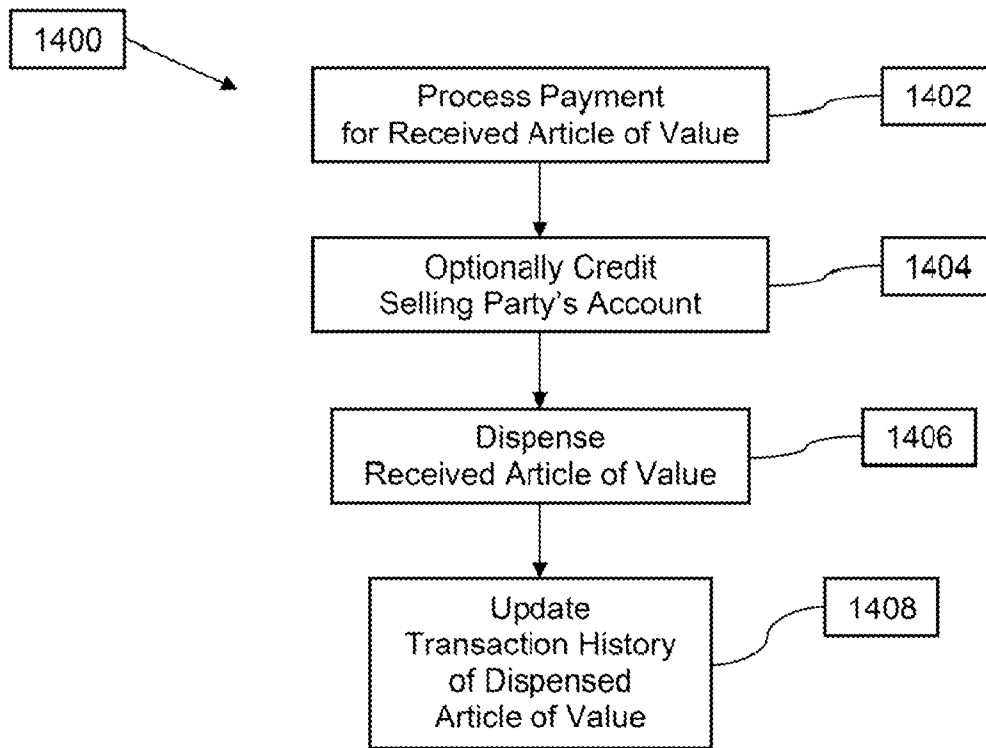 1400
Process Payment
for Received Article of Value
1402
Optionally Credit
Selling Party's Account
1404
Dispense
Received Article of Value
1406
Update
Transaction History
of Dispensed
Article of Value
1408